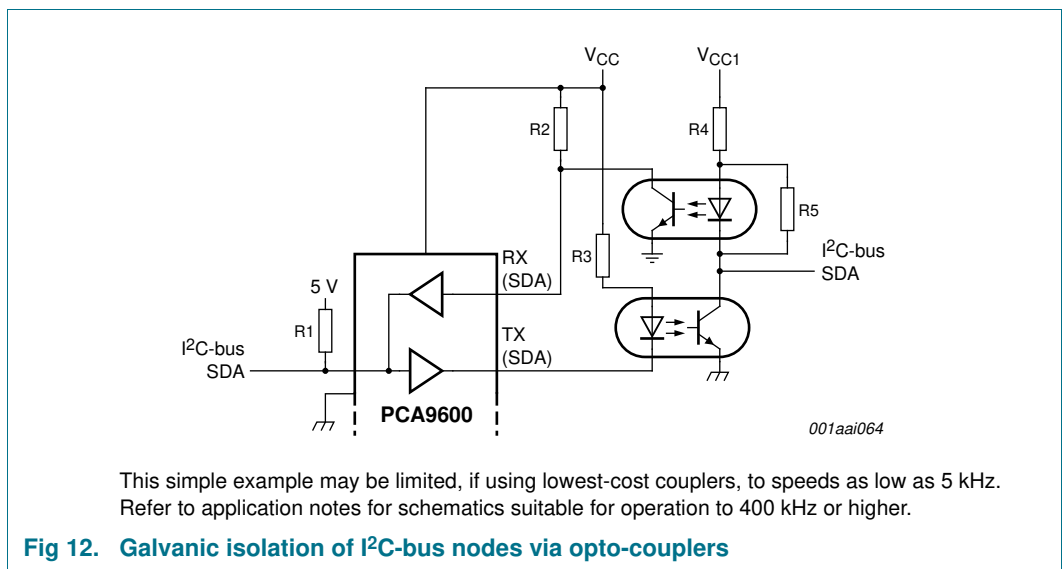 VCC
VCC1
R2
R4
R5
R3
I2C-bus
SDA
RX
(SDA)
5 V
R1
TX
(SDA)
I2C-bus
SDA
PCA9600
001aai064
This simple example may be limited, if using lowest-cost couplers, to speeds as low as 5 kHz.
Refer to application notes for schematics suitable for operation to 400 kHz or higher.
Fig 12. Galvanic isolation of I2C-bus nodes via opto-couplers